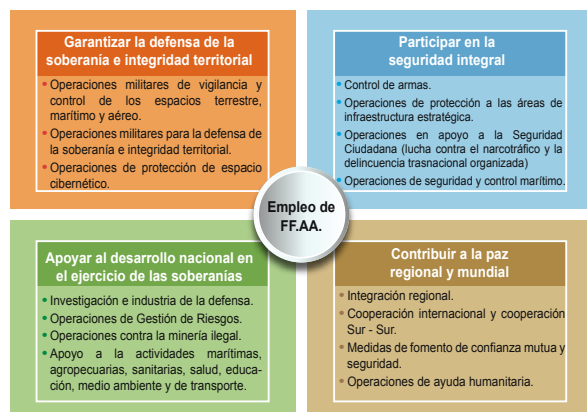 Garantizar la defensa de la
soberanía e integridad territorial
• Operaciones militares de vigilancia y
control de los espacios terrestre,
marítimo y aéreo.
• Operaciones militares para la defensa de
la soberanía e integridad territorial.
• Operaciones de protección de espacio
cibernético.
Participar en la
seguridad integral
• Control de armas.
• Operaciones de protección a las áreas de
infraestructura estratégica.
• Operaciones en apoyo a la Seguridad
Ciudadana (lucha contra el narcotráfico y la
delincuencia trasnacional organizada)
• Operaciones de seguridad y control marítimo.
Empleo de
FF.AA.
Apoyar al desarrollo nacional en
el ejercicio de las soberanías
• Investigación e industria de la defensa.
• Operaciones de Gestión de Riesgos.
• Operaciones contra la minería ilegal.
• Apoyo a la actividades marítimas,
agropecuarias, sanitarias, salud, educa-
ción, medio ambiente y de transporte.
Contribuir a la paz
regional y mundial
• Integración regional.
• Cooperación internacional y cooperación
Sur - Sur.
• Medidas de fomento de confianza mutua y
seguridad.
• Operaciones de ayuda humanitaria.